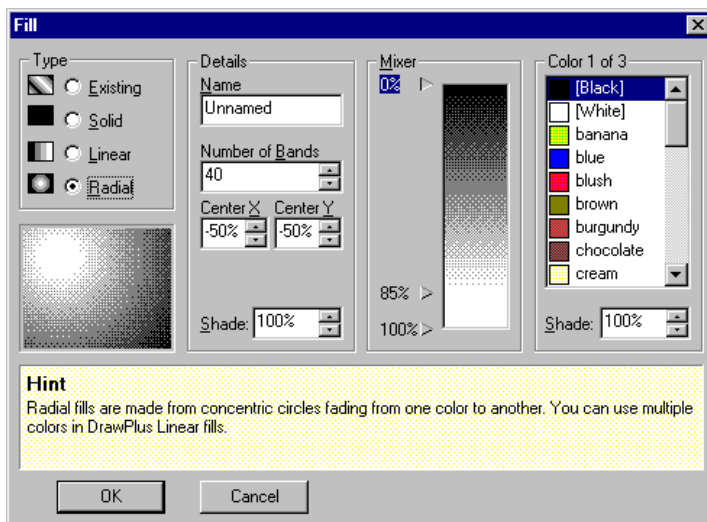 Fill
Type
Existing
Solid
Linear
Radial
Details
Name
Unnamed
Number of Bands
40
Center X Center Y
-50% -50%
Shade: 100%
Mixer
0%
85%
100%
Color 1 of 3
[Black]
[White]
banana
blue
blush
brown
burgundy
chocolate
cream
Shade: 100%
Hint
Radial fills are made from concentric circles fading from one color to another. You can use multiple
colors in DrawPlus Linear fills.
OK
Cancel